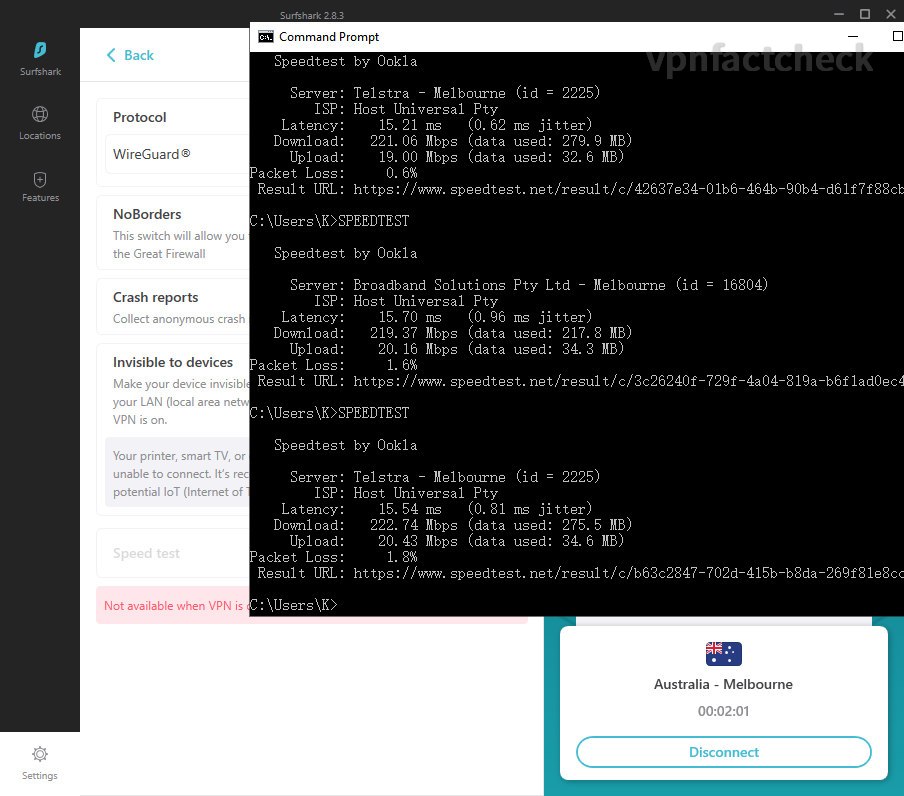 Surfshark 2.8.3
Surfshark
Locations
Features
Settings
Back
Protocol
WireGuard®
NoBorders
This switch will allow you
the Great Firewall
Crash reports
Collect anonymous crash
Invisible to devices
Make your device invisible
your LAN (local area netw
VPN is on.
Your printer, smart TV, or
unable to connect. It's rec
potential IoT (Internet of T
Speed test
Not available when VPN is c
Command Prompt
vpnfactcheck
Speedtest by Ookla
Server: Telstra - Melbourne (id = 2225)
ISP: Host Universal Pty
Latency: 15.21 ms (0.62 ms jitter)
Download: 221.06 Mbps (data used: 279.9 MB)
Upload: 19.00 Mbps (data used: 32.6 MB)
Packet Loss: 0.6%
Result URL: https://www.speedtest.net/result/c/42637e34-01b6-464b-90b4-d61f7f88cb
C:\Users\K>SPEEDTEST
Speedtest by Ookla
Server: Broadband Solutions Pty Ltd - Melbourne (id = 16804)
ISP: Host Universal Pty
Latency: 15.70 ms (0.96 ms jitter)
Download: 219.37 Mbps (data used: 217.8 MB)
Upload: 20.16 Mbps (data used: 34.3 MB)
Packet Loss: 1.6%
Result URL: https://www.speedtest.net/result/c/3c26240f-729f-4a04-819a-b6f1ad0ec4
C:\Users\K>SPEEDTEST
Speedtest by Ookla
Server: Telstra - Melbourne (id = 2225)
ISP: Host Universal Pty
Latency: 15.54 ms (0.81 ms jitter)
Download: 222.74 Mbps (data used: 275.5 MB)
Upload: 20.43 Mbps (data used: 34.6 MB)
Packet Loss: 1.8%
Result URL: https://www.speedtest.net/result/c/b63c2847-702d-415b-b8da-269f81e8cc
C:\Users\K>
Australia - Melbourne
00:02:01
Disconnect